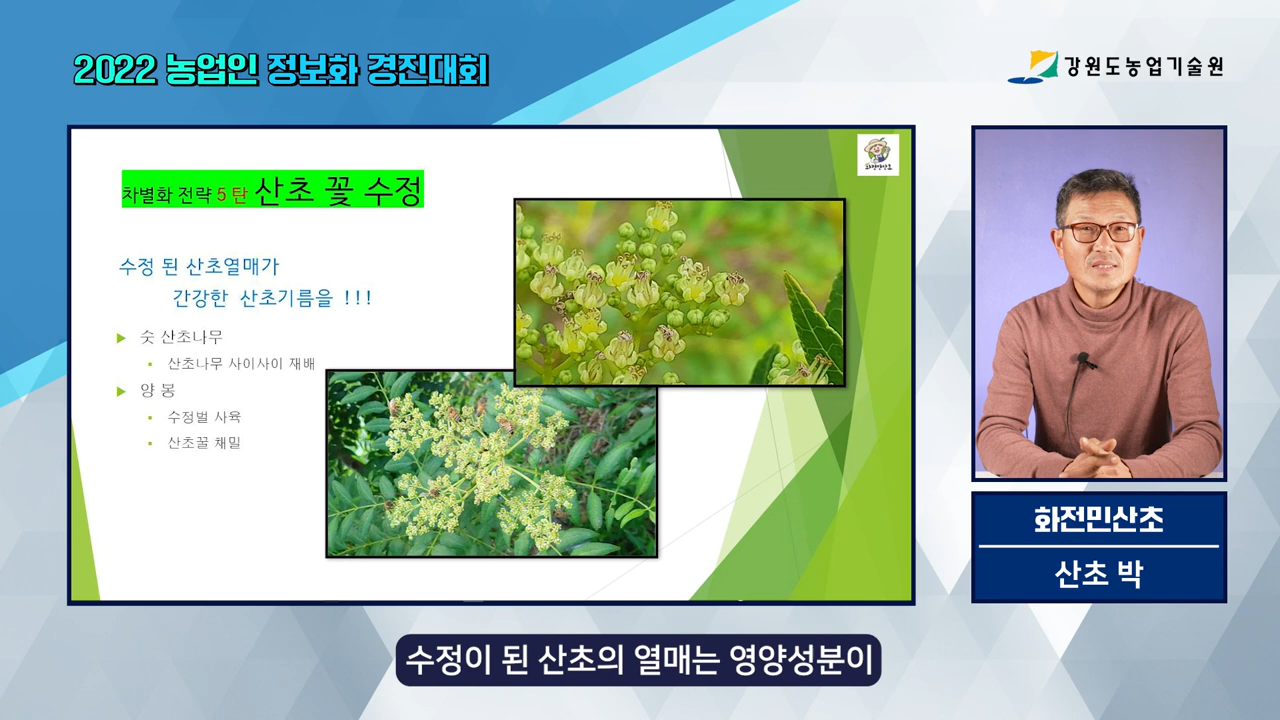 2022 농업인 정보화 경진대회
강원도농업기술원
차별화 전략 5 탄 산초 꽃 수정
수정 된 산초열매가
간강한 산초기름을 !!!
숫 산초나무
산초나무 사이사이 재배
양 봉
수정벌 사육
산초꿀 채밀
화전민산초
화전민산초
산초 박
수정이 된 산초의 열매는 영양성분이